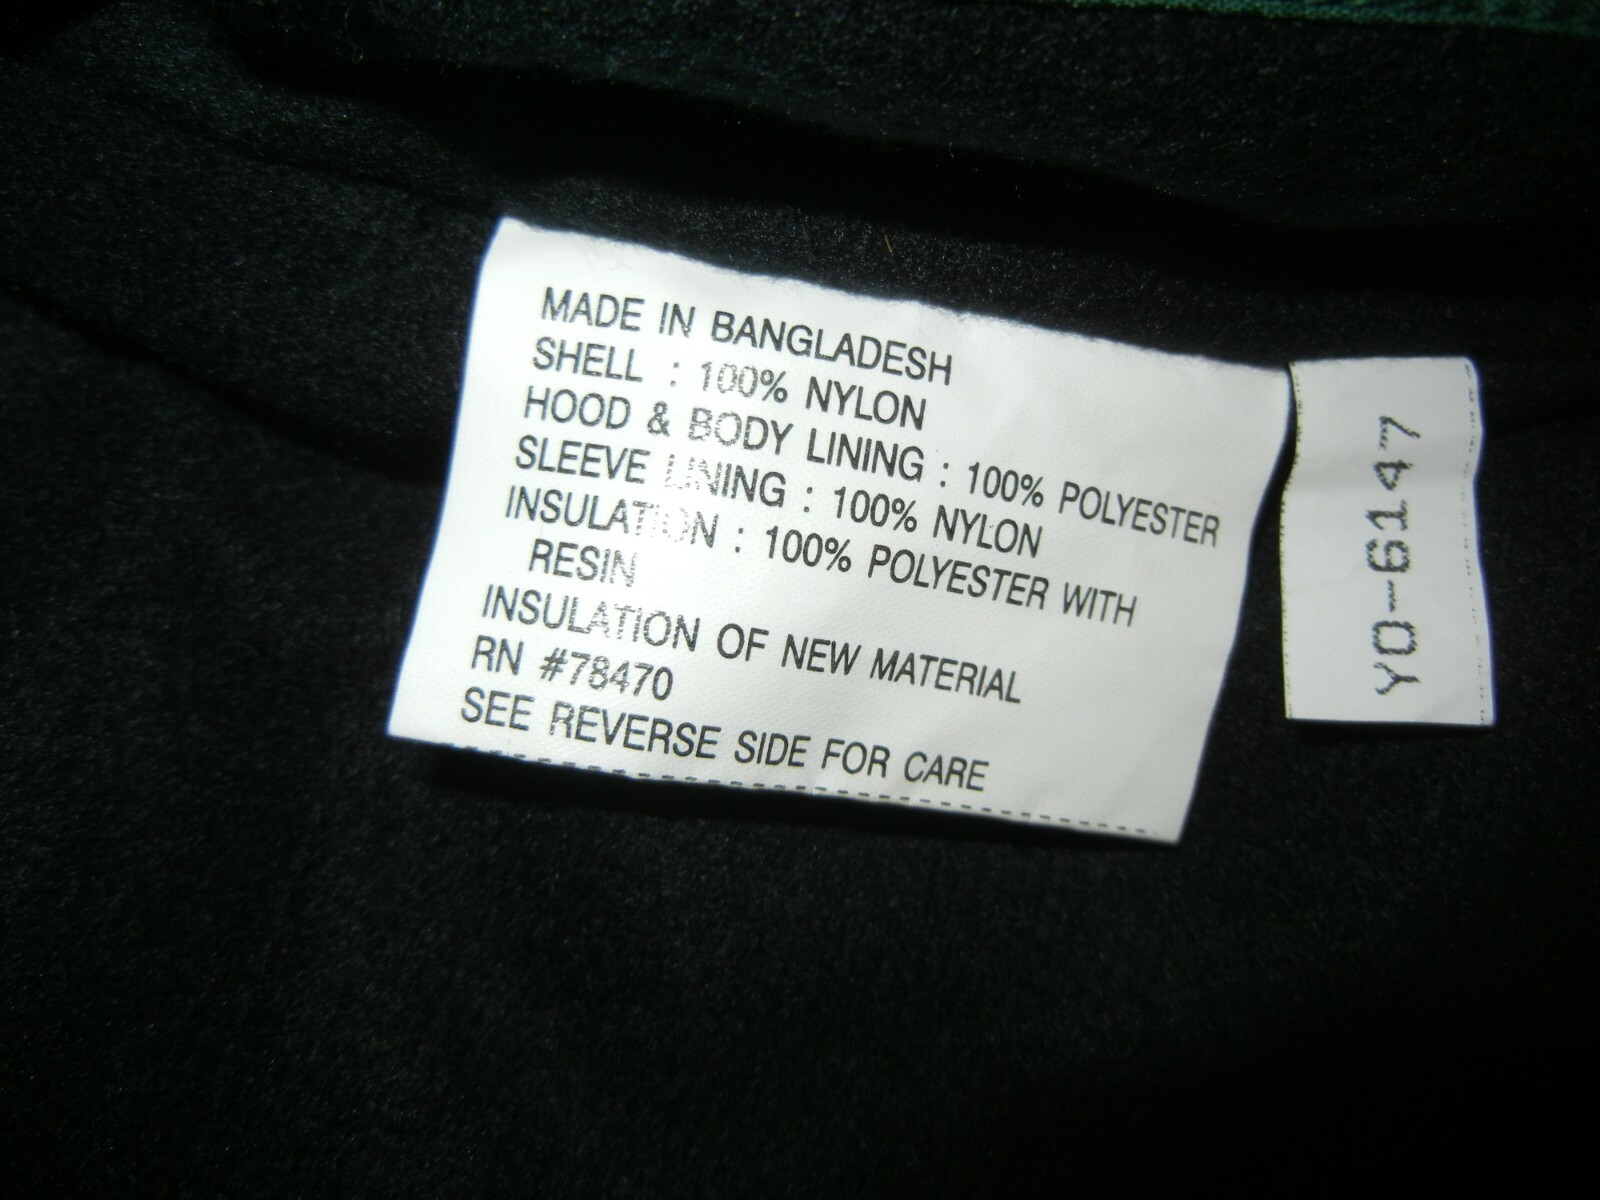 MADE IN BANGLADESH
SHELL : 100% NYLON
HOOD & BODY LINING : 100% POLYESTER
SLEEVE LINING : 100% NYLON
INSULATION : 100% POLYESTER WITH
RESIN
INSULATION OF NEW MATERIAL
RN #78470
SEE REVERSE SIDE FOR CARE
YO-6147